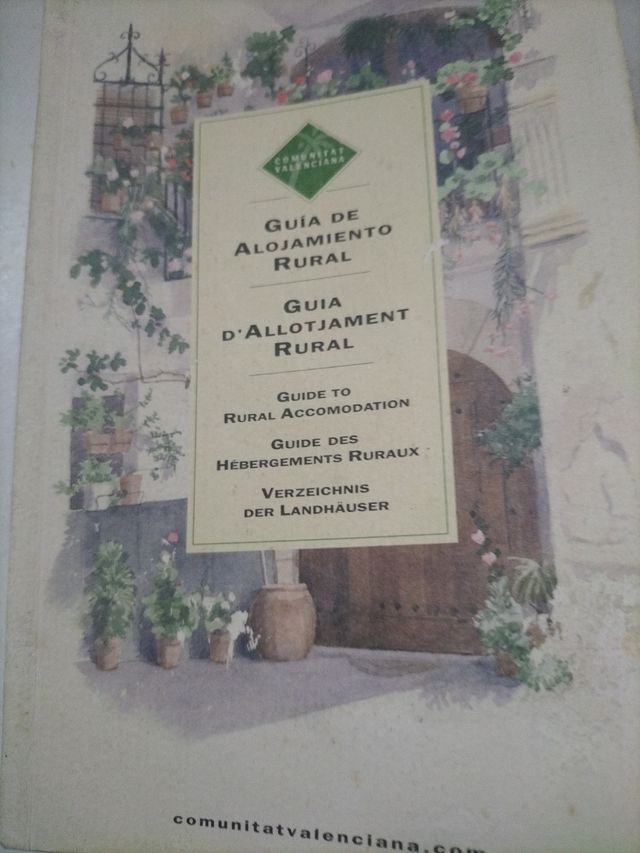 COMUNITAT
VALENCIANA
GUÍA DE
ALOJAMIENTO
RURAL
GUIA
D'ALLOTJAMENT
RURAL
GUIDE TO
RURAL ACCOMODATION
GUIDE DES
HÉBERGEMENTS RURAUX
VERZEICHNIS
DER LANDHÄUSER
comunitatvalenciana.com